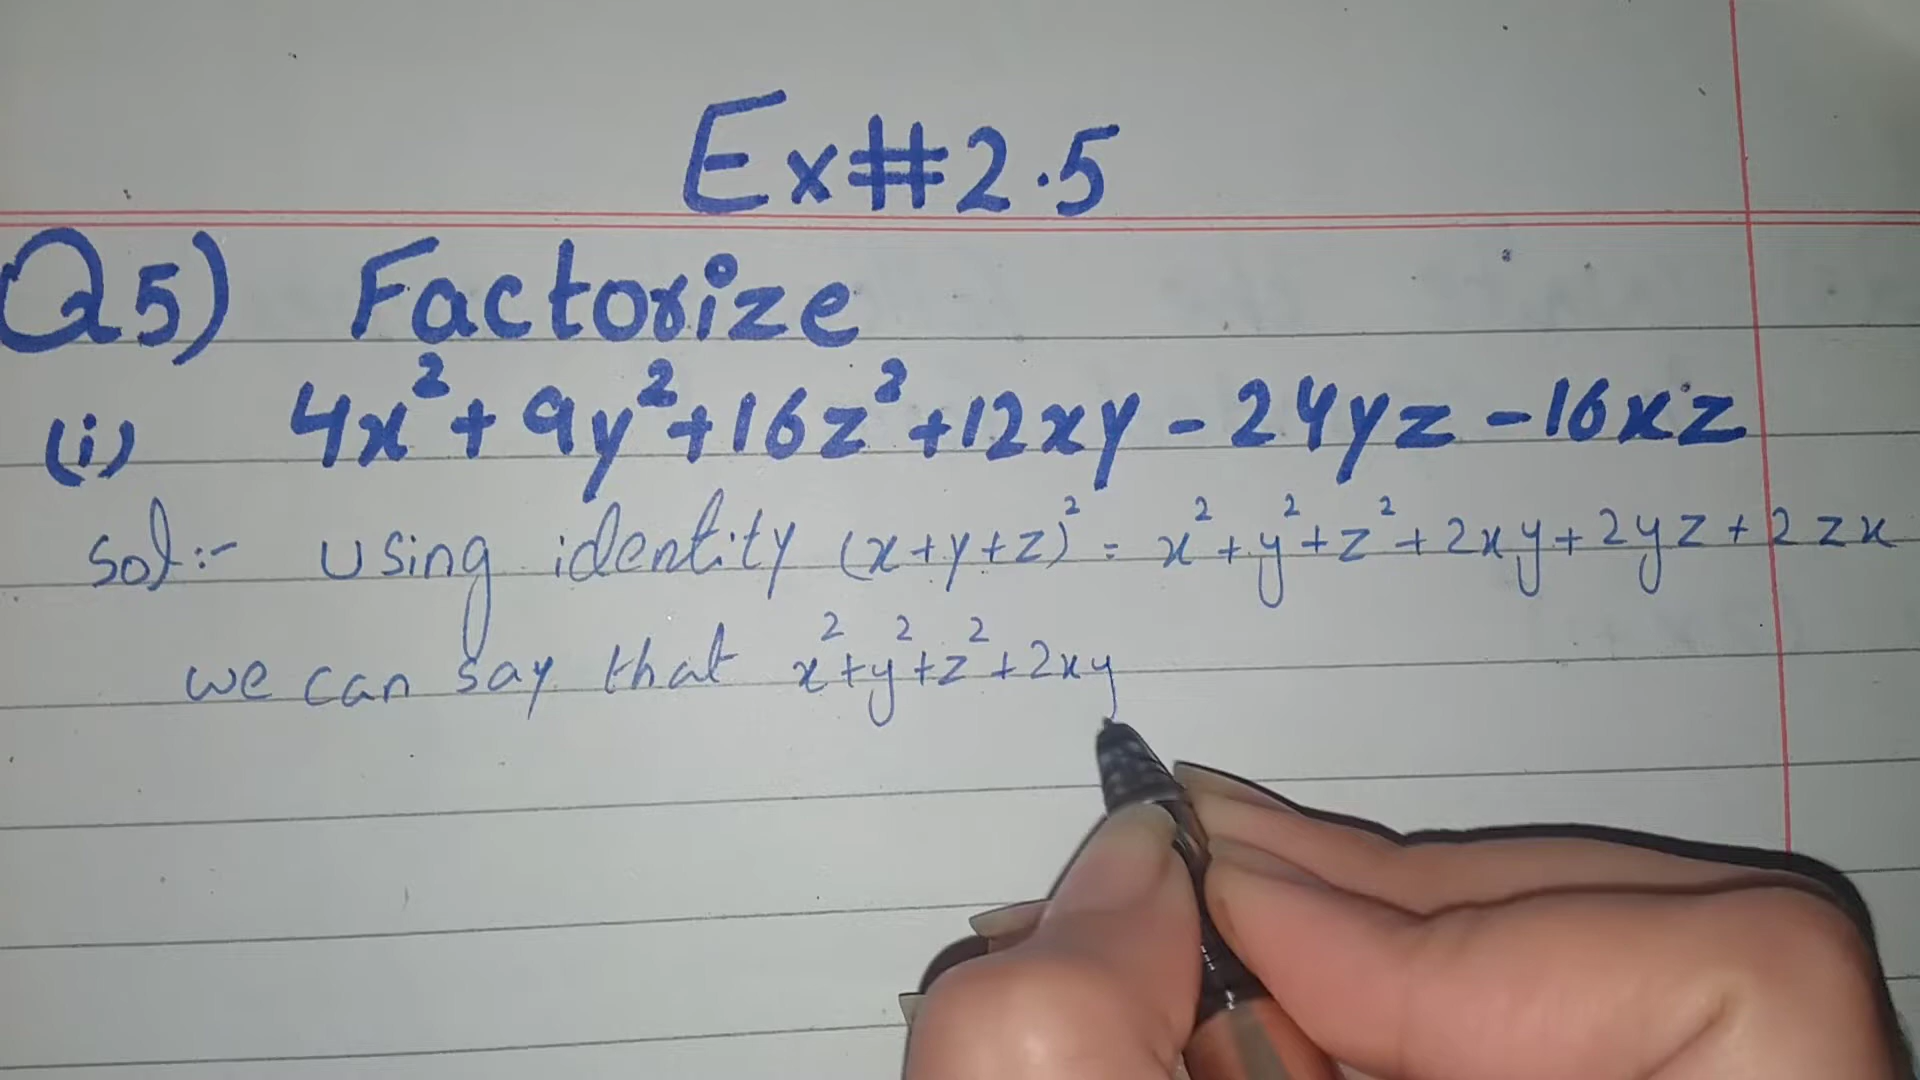 Ex#2.5
Q5) Factorize
(i) 4x²+9y²+16z²+12xy-24yz-16xz
Sol:- Using identity (x+y+z)² = x²+y²+z²+2xy+2yz+2zx
we can say that x²+y²+z²+2xy